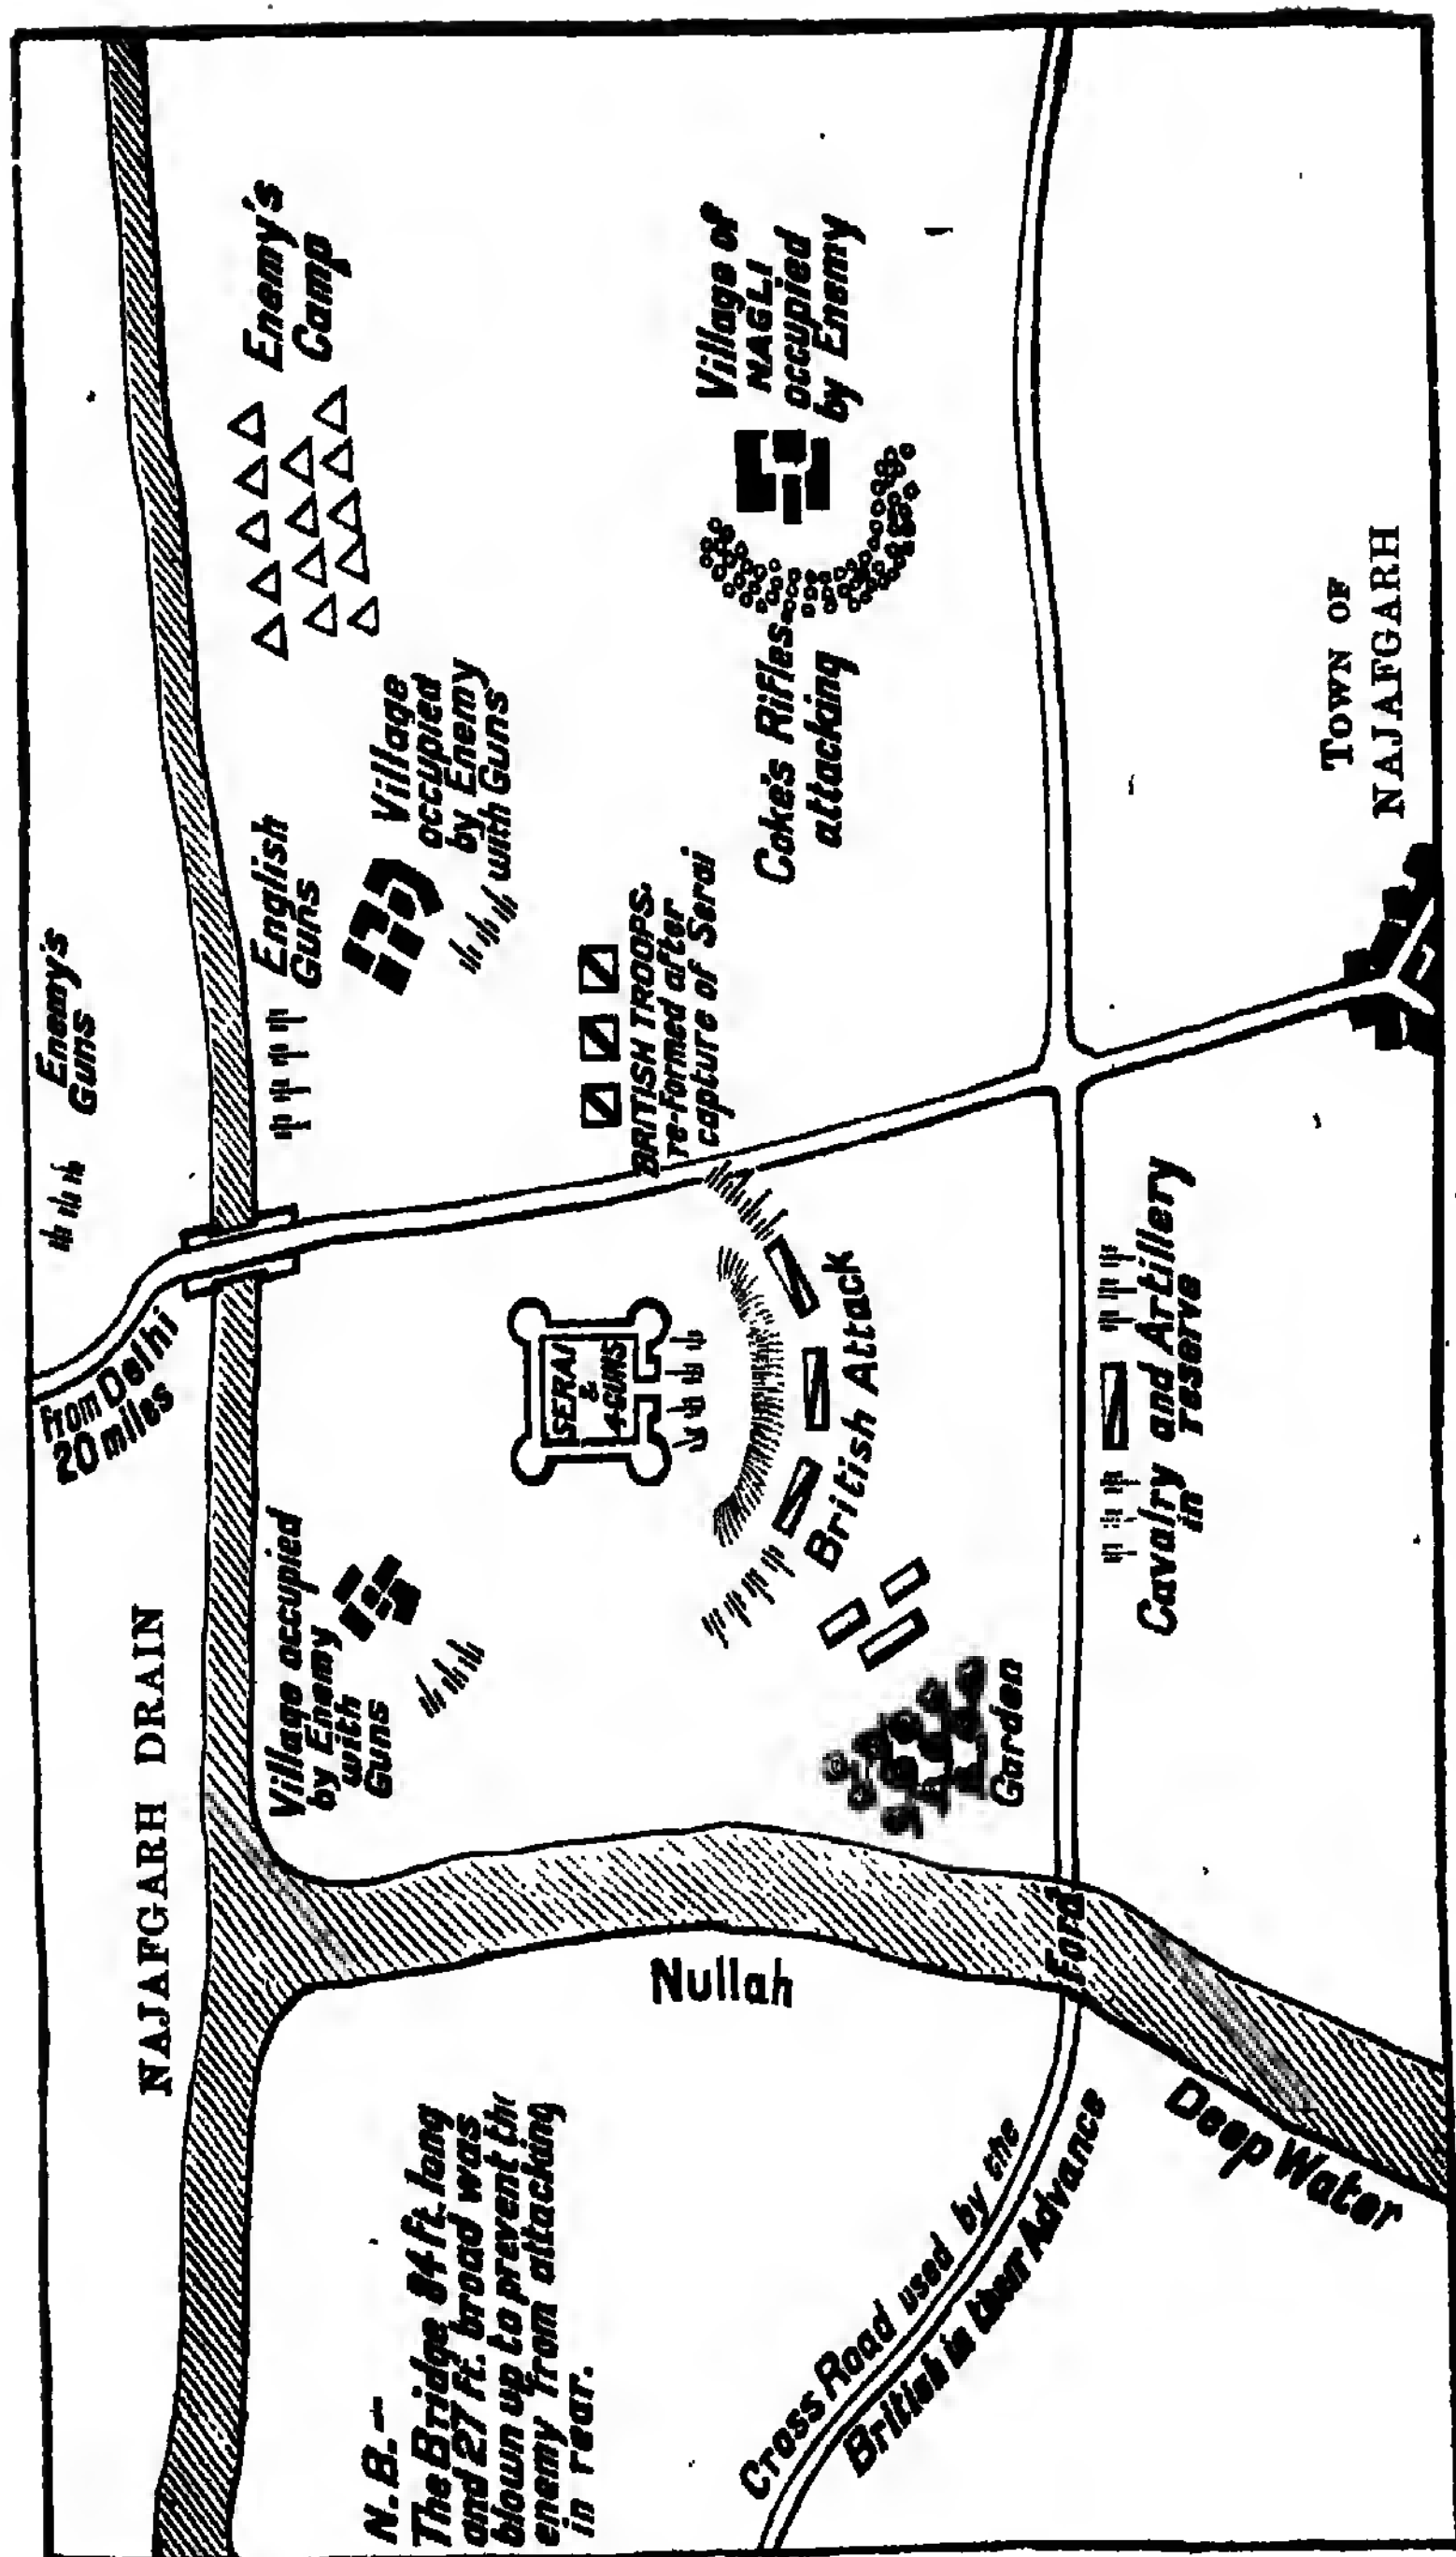 NAJAFGARH DRAIN
From Delhi
20 miles
Enemy's
Guns
N.B.—
The Bridge 84 ft. long
and 27 ft. broad was
blown up to prevent the
enemy from attacking
in rear.
Village occupied
by Enemy
with
Guns
English
Guns
Enemy's
Camp
Village
occupied
by Enemy
with Guns
SERAI
&
4 GUNS
BRITISH TROOPS
re-formed after
capture of Serai
Village of
NAGLI
occupied
by Enemy
Coke's Rifles
attacking
Nullah
British Attack
Garden
Ford
Cross Road used by the
British in their Advance
Deep Water
Cavalry and Artillery
in reserve
TOWN OF
NAJAFGARH